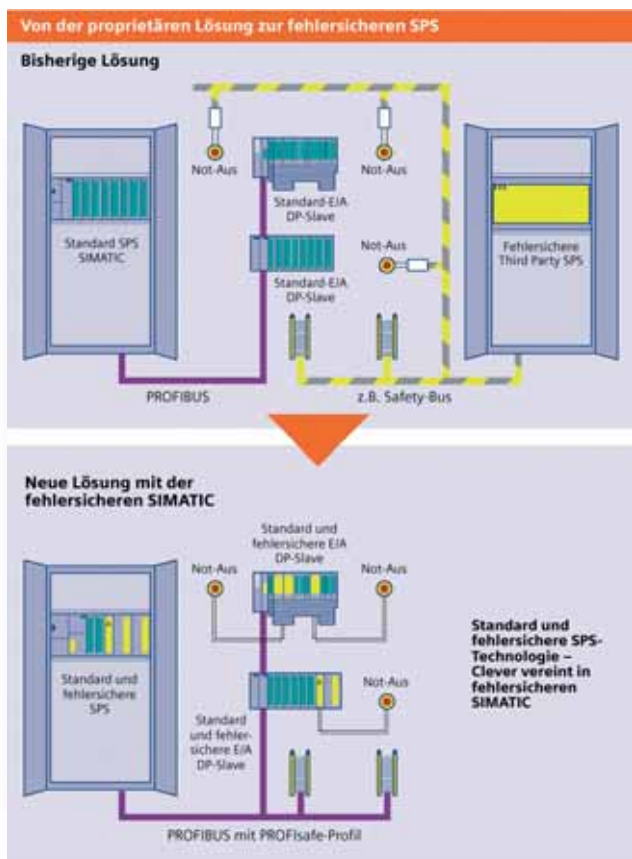 Von der proprietären Lösung zur fehlersicheren SPS
Bisherige Lösung
Not-Aus
Not-Aus
Standard-E/A
DP-Slave
Standard SPS
SIMATIC
Not-Aus
Fehlersichere
Third Party SPS
Standard-E/A
DP-Slave
PROFIBUS
z.B. Safety-Bus
Neue Lösung mit der
fehlersicheren SIMATIC
Standard und
fehlersichere E/A
DP-Slave
Not-Aus
Not-Aus
Standard und
fehlersichere SPS-
Technologie –
Clever vereint in
fehlersicheren
SIMATIC
Standard und
fehlersichere
SPS
Not-Aus
Standard
und fehler-
sichere E/A
DP-Slave
PROFIBUS mit PROFIsafe-Profil